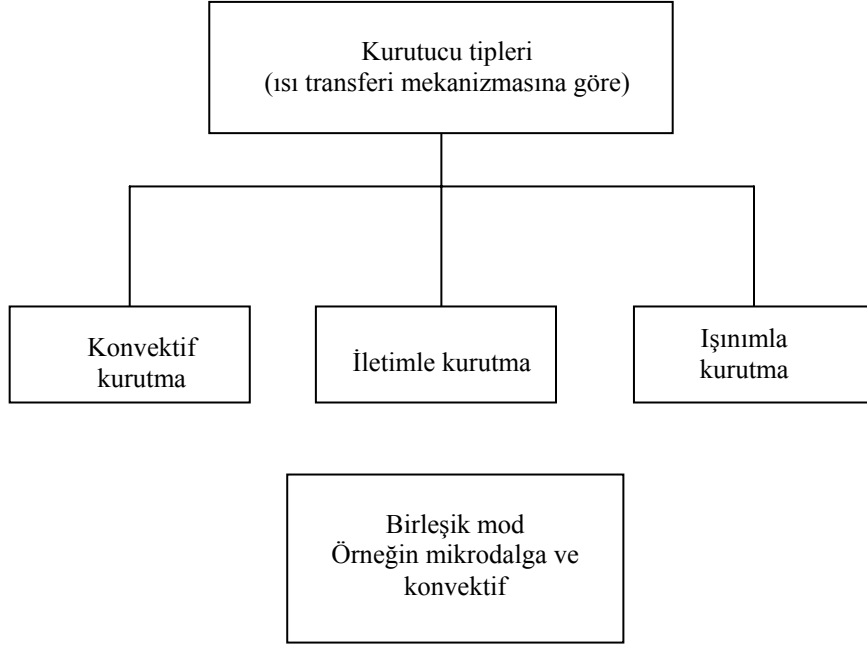 Kurutucu tipleri
(ısı transferi mekanizmasına göre)
Konvektif
kurutma
İletimle kurutma
Işınımla
kurutma
Birleşik mod
Örneğin mikrodalga ve
konvektif